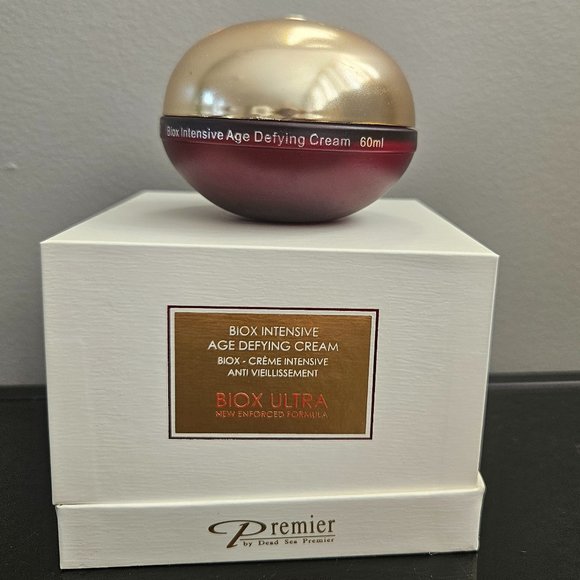 Biox Intensive Age Defying Cream 60ml
BIOX INTENSIVE
AGE DEFYING CREAM
BIOX - CRÈME INTENSIVE
ANTI VIEILLISSEMENT
BIOX ULTRA
NEW ENFORCED FORMULA
Premier
by Dead Sea Premier